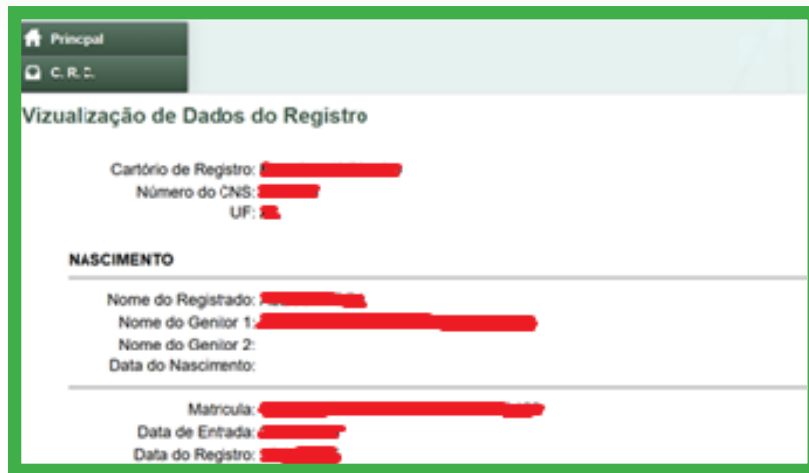 Princpal
C. R. C.
Vizualização de Dados do Registro
Cartório de Registro:
Número do CNS:
UF:
NASCIMENTO
Nome do Registrado:
Nome do Genitor 1:
Nome do Genitor 2:
Data do Nascimento:
Matricula:
Data de Entrada:
Data do Registro: